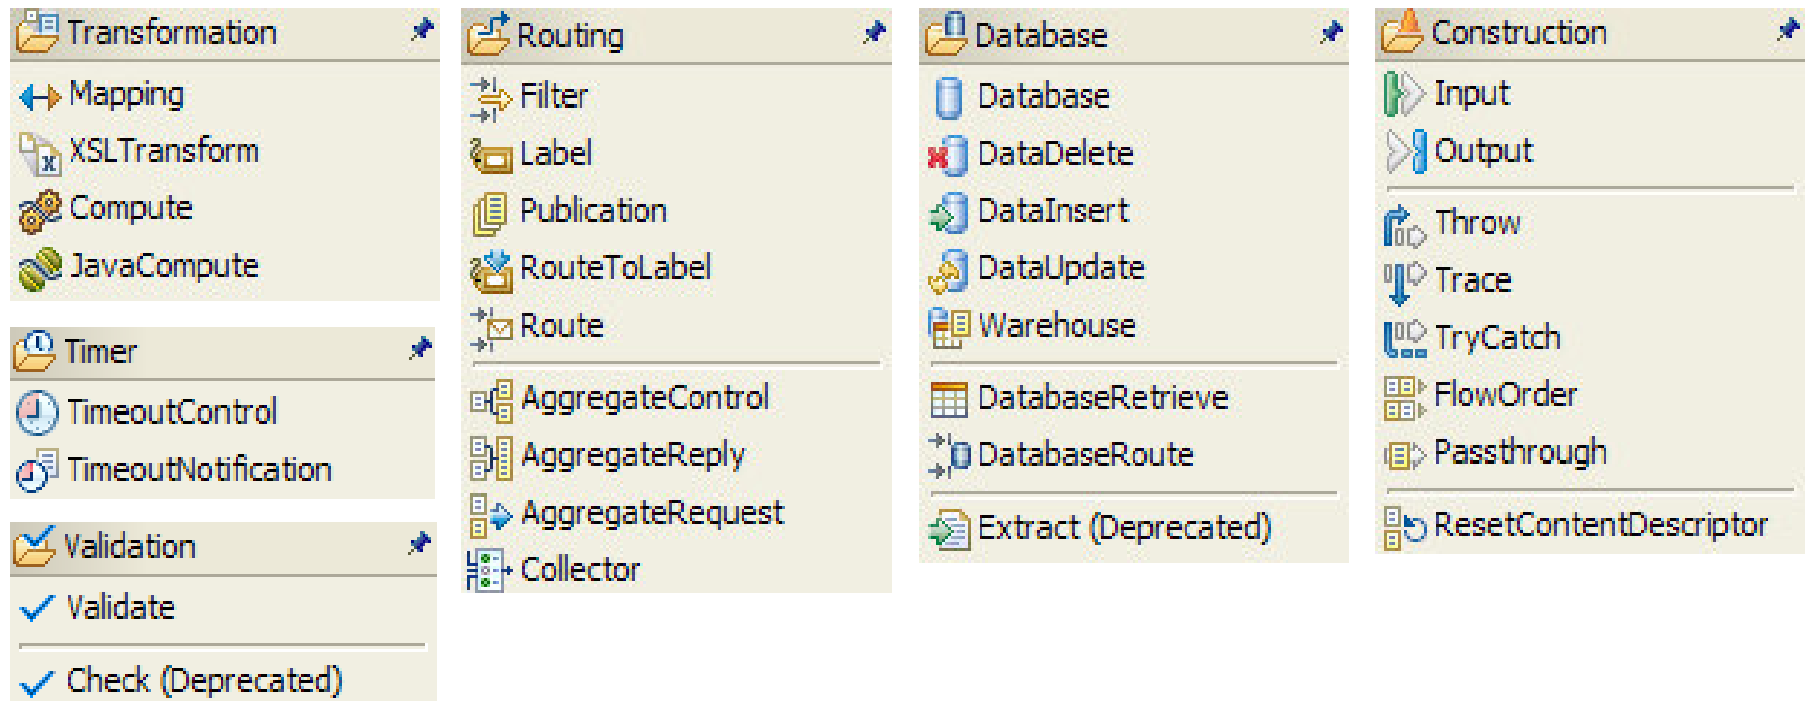 Transformation
Mapping
XSLTransform
Compute
JavaCompute
Timer
TimeoutControl
TimeoutNotification
Validation
Validate
Check (Deprecated)
Routing
Filter
Label
Publication
RouteToLabel
Route
AggregateControl
AggregateReply
AggregateRequest
Collector
Database
Database
DataDelete
DataInsert
DataUpdate
Warehouse
DatabaseRetrieve
DatabaseRoute
Extract (Deprecated)
Construction
Input
Output
Throw
Trace
TryCatch
FlowOrder
Passthrough
ResetContentDescriptor